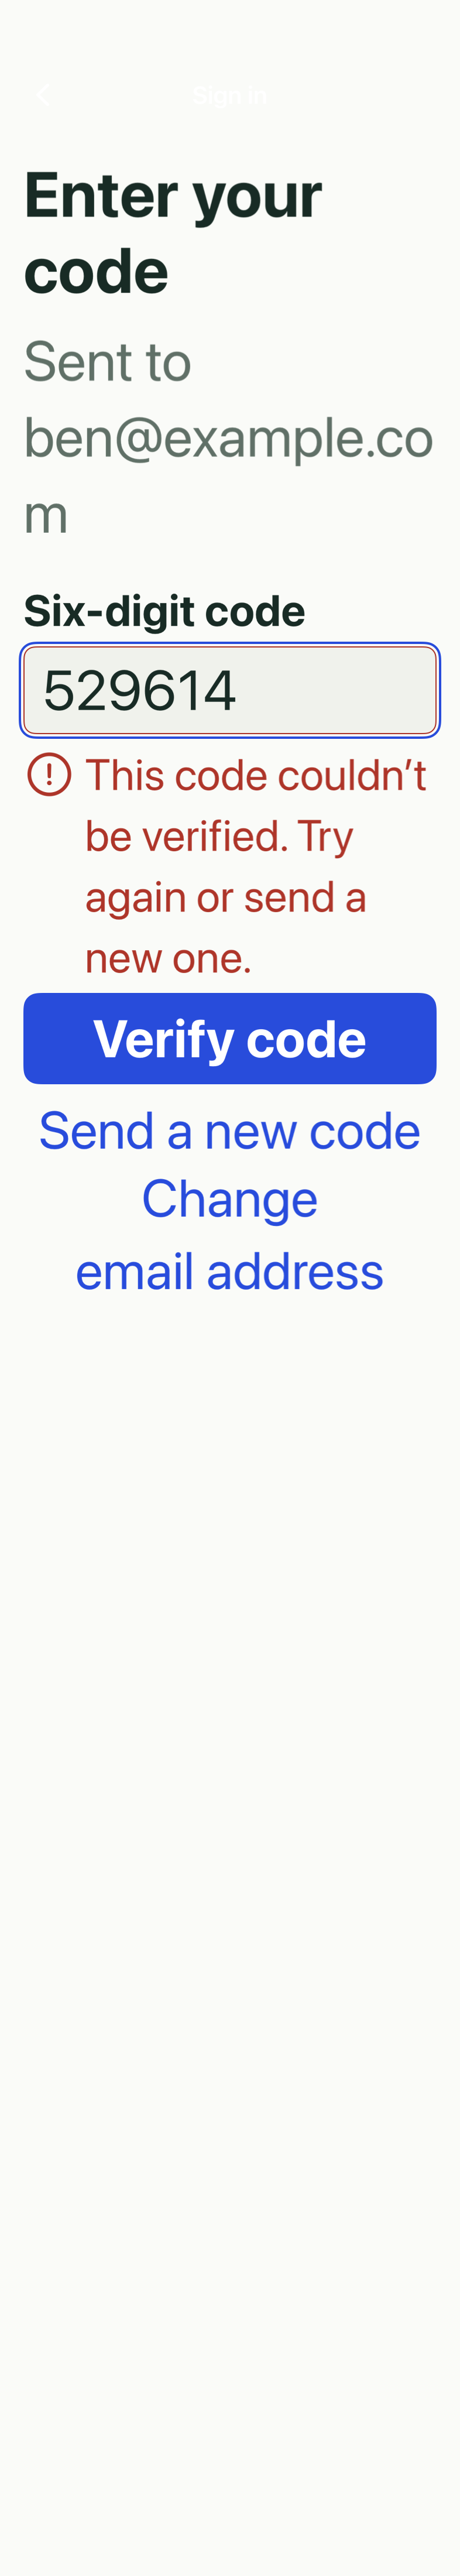 Sign in
Enter your
code
Sent to
ben@example.co
m
Six-digit code
529614
This code couldn’t
be verified. Try
again or send a
new one.
Verify code
Send a new code
Change
email address